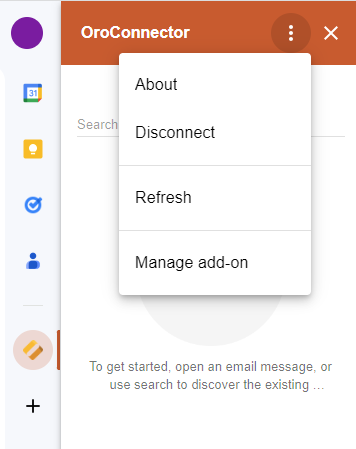 OroConnector
31
Search
About
Disconnect
Refresh
Manage add-on
To get started, open an email message, or
use search to discover the existing …